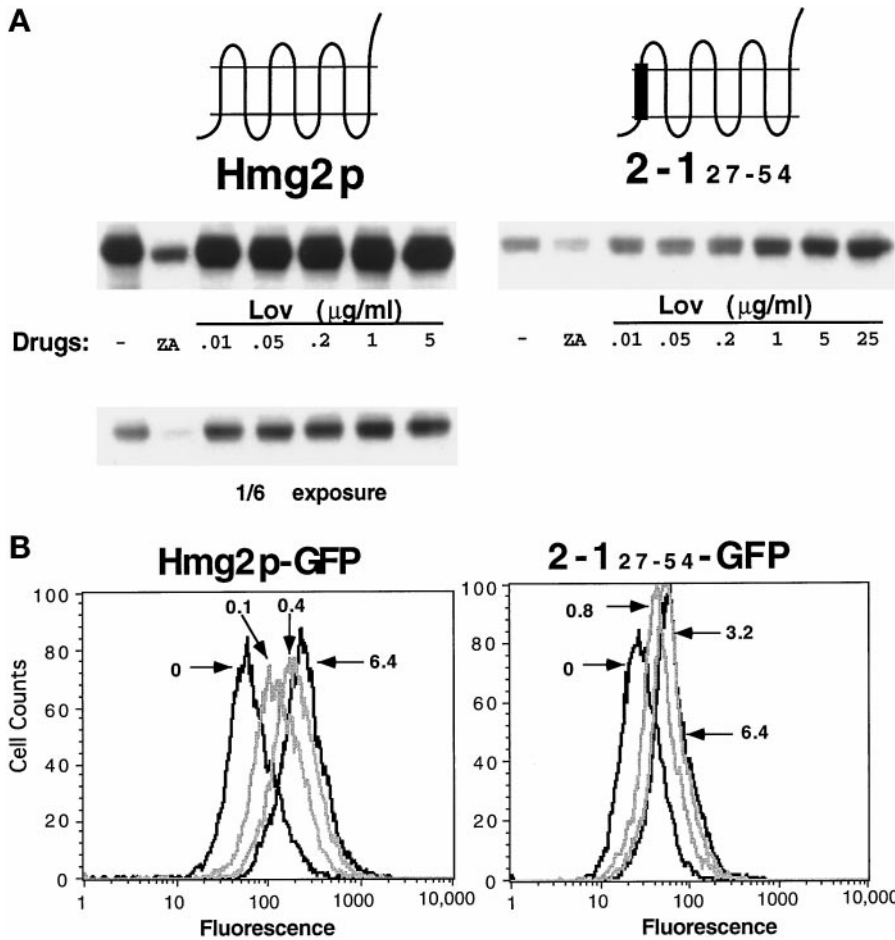 A
Hmg2p
2-1 27-54
Lov (μg/ml)
Drugs: - ZA .01 .05 .2 1 5
Lov (μg/ml)
- ZA .01 .05 .2 1 5 25
1/6 exposure
B
Hmg2p-GFP
2-1 27-54-GFP
100
80
60
40
20
0
Cell Counts
0
0.1
0.4
6.4
1 10 100 1000 10,000
Fluorescence
100
80
60
40
20
0
0.8
0
3.2
6.4
1 10 100 1000 10,000
Fluorescence